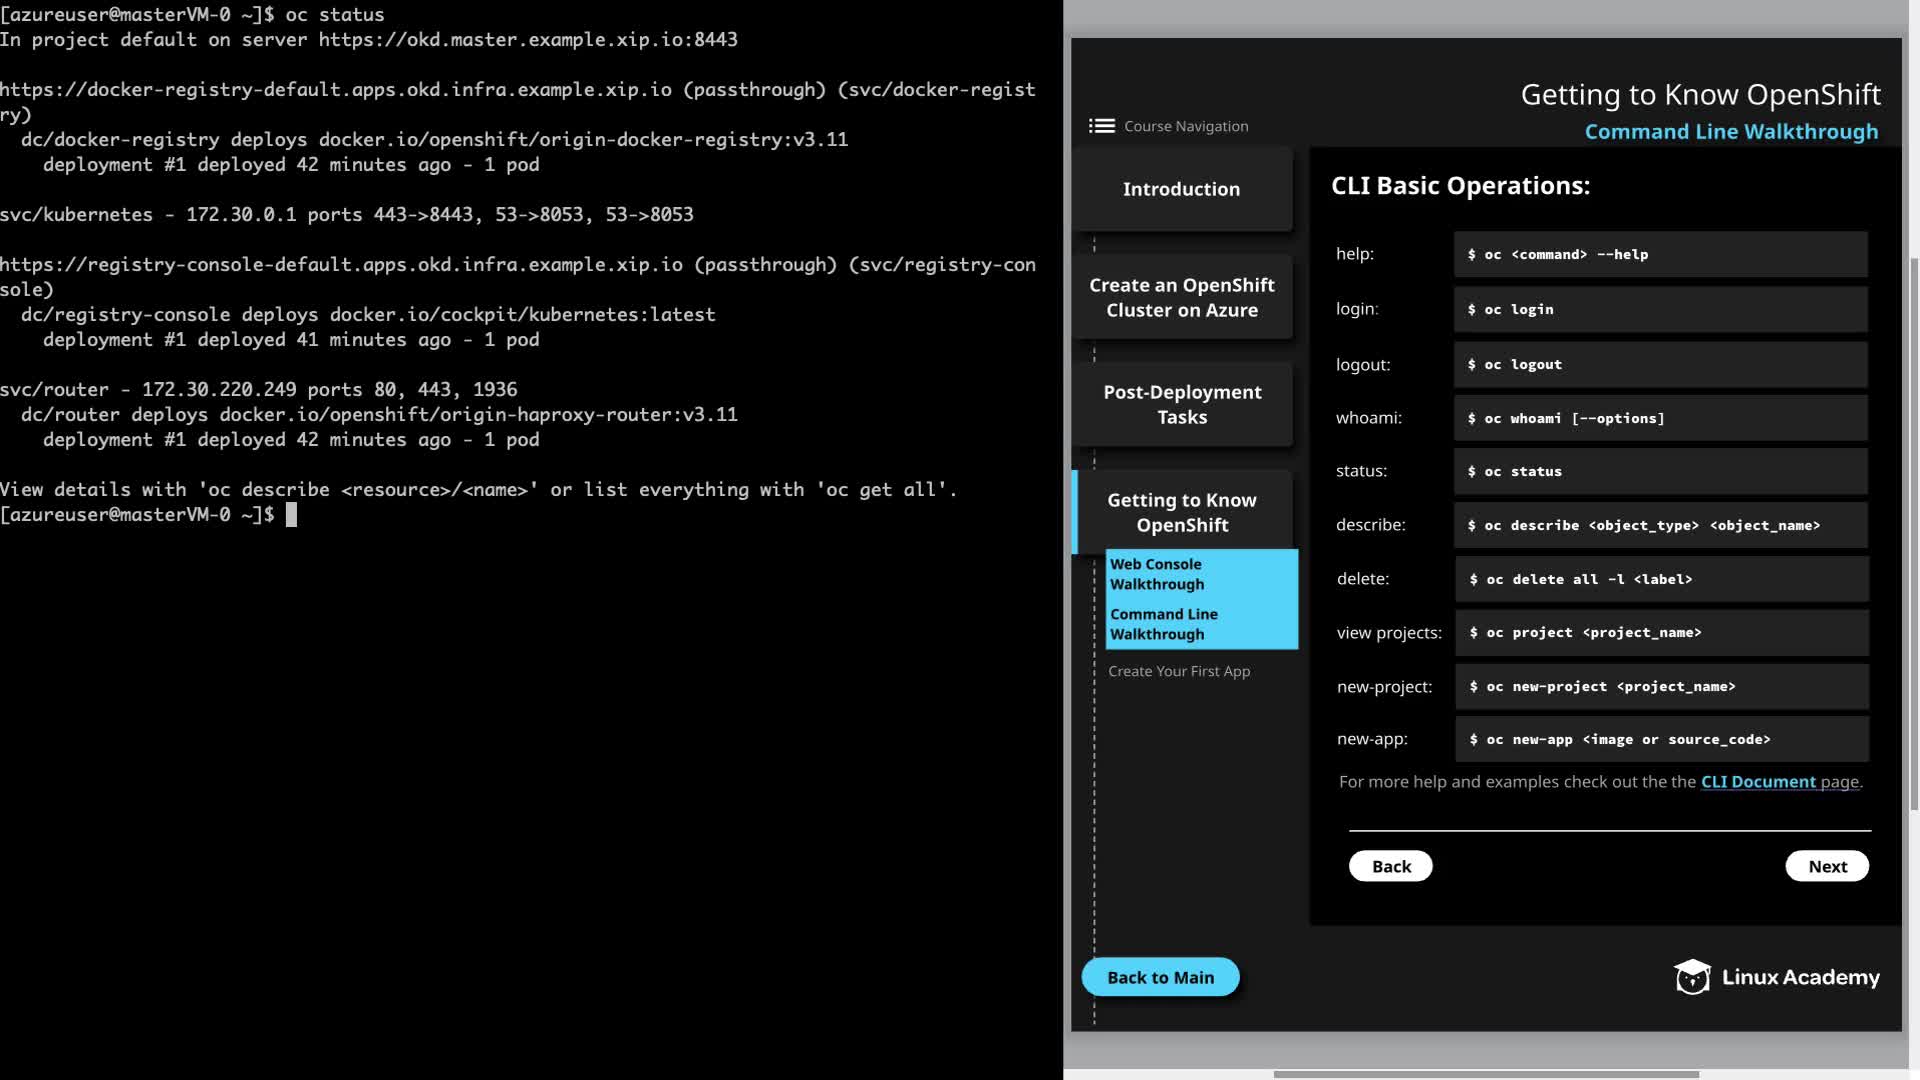 [azureuser@masterVM-0 ~]$ oc status
In project default on server https://okd.master.example.xip.io:8443
https://docker-registry-default.apps.okd.infra.example.xip.io (passthrough) (svc/docker-regist
ry)
dc/docker-registry deploys docker.io/openshift/origin-docker-registry:v3.11
deployment #1 deployed 42 minutes ago - 1 pod
svc/kubernetes - 172.30.0.1 ports 443->8443, 53->8053, 53->8053
https://registry-console-default.apps.okd.infra.example.xip.io (passthrough) (svc/registry-con
sole)
dc/registry-console deploys docker.io/cockpit/kubernetes:latest
deployment #1 deployed 41 minutes ago - 1 pod
svc/router - 172.30.220.249 ports 80, 443, 1936
dc/router deploys docker.io/openshift/origin-haproxy-router:v3.11
deployment #1 deployed 42 minutes ago - 1 pod
View details with 'oc describe <resource>/<name>' or list everything with 'oc get all'.
[azureuser@masterVM-0 ~]$
Getting to Know OpenShift
Command Line Walkthrough
Course Navigation
Introduction
Create an OpenShift
Cluster on Azure
Post-Deployment
Tasks
Getting to Know
OpenShift
Web Console
Walkthrough
Command Line
Walkthrough
Create Your First App
Back to Main
CLI Basic Operations:
help: $ oc <command> --help
login: $ oc login
logout: $ oc logout
whoami: $ oc whoami [--options]
status: $ oc status
describe: $ oc describe <object_type> <object_name>
delete: $ oc delete all -l <label>
view projects: $ oc project <project_name>
new-project: $ oc new-project <project_name>
new-app: $ oc new-app <image or source_code>
For more help and examples check out the the CLI Document page.
Back
Next
Linux Academy